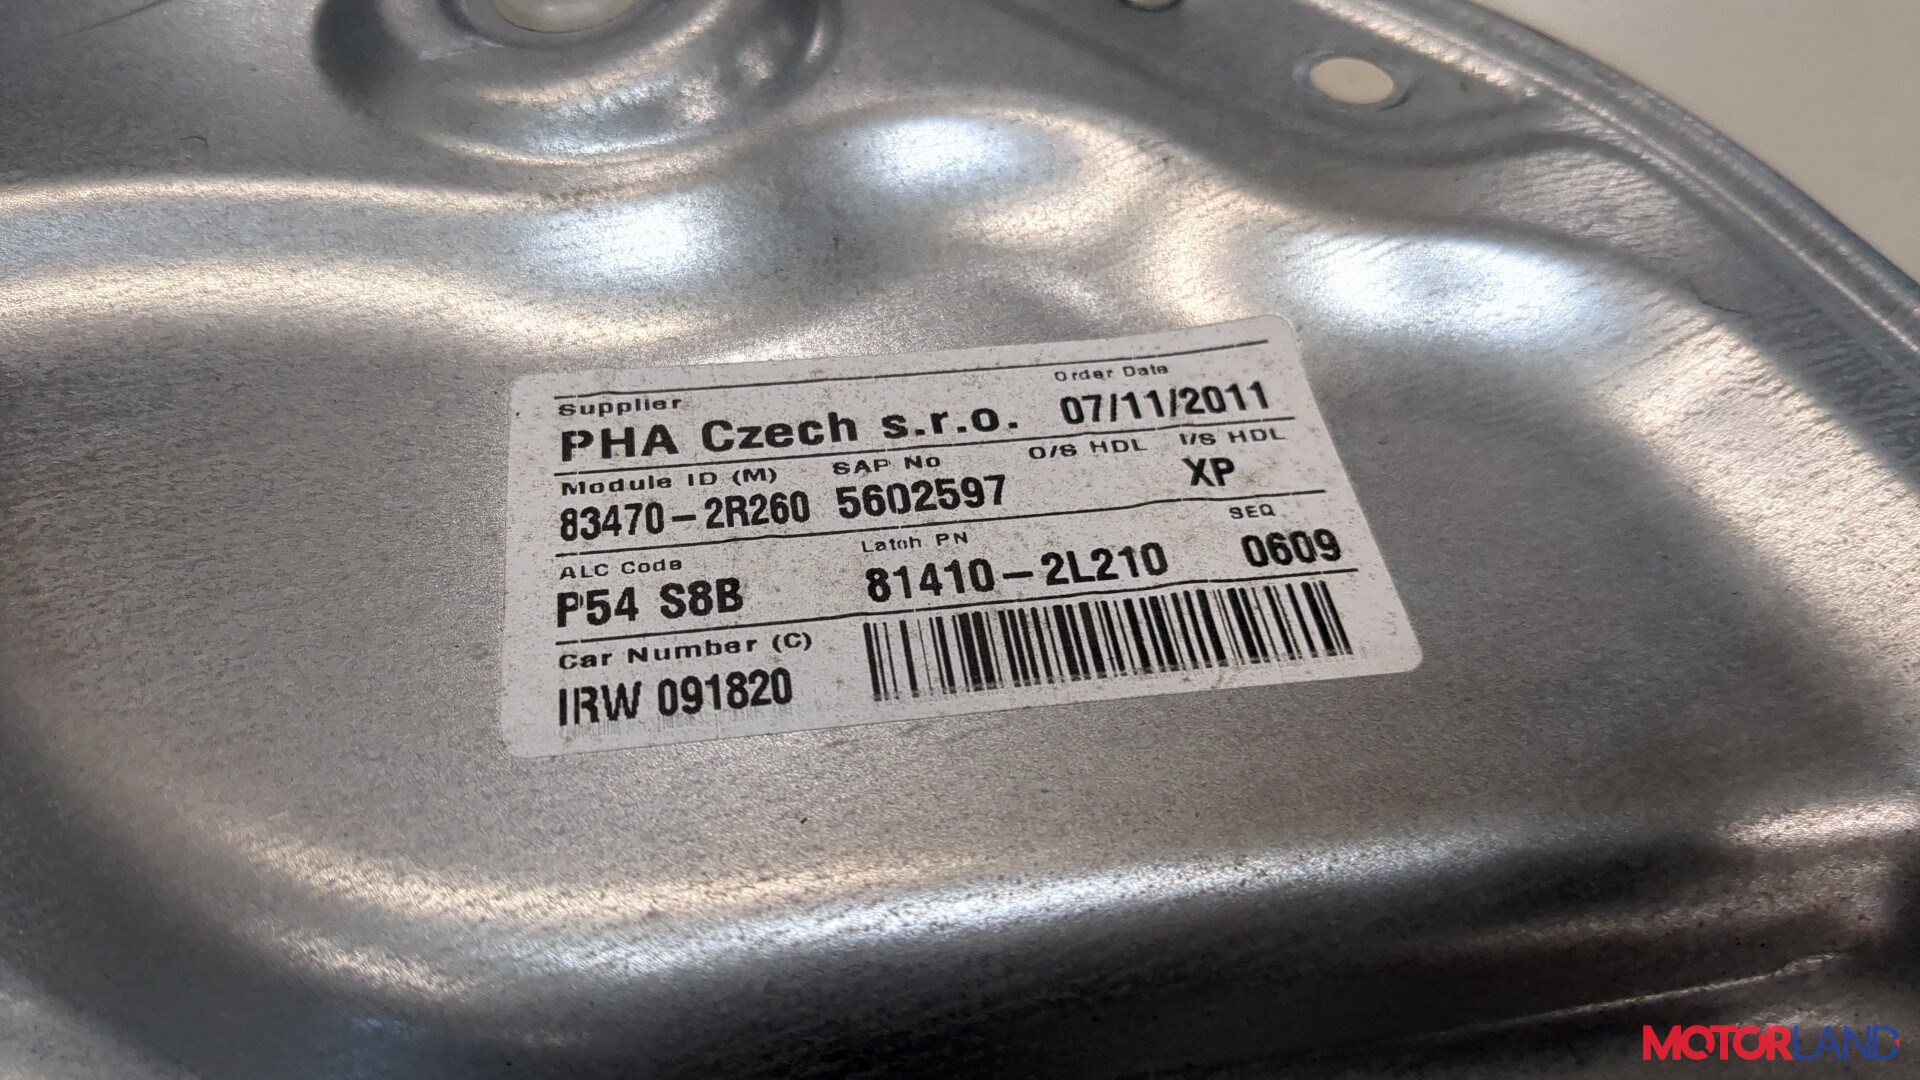 Supplier Order Date
PHA Czech s.r.o. 07/11/2011
Module ID (M) SAP No O/S HDL I/S HDL
83470-2R260 5602597 XP
ALC Code Latch PN SEQ
P54 S8B 81410-2L210 0609
Car Number (C)
IRW 091820
MOTORLAND